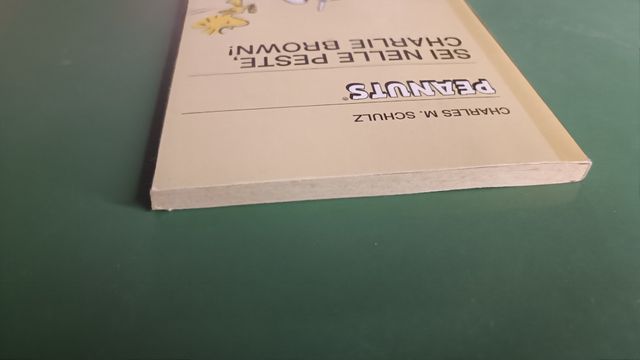 CHARLES M. SCHULZ
PEANUTS®
SEI NELLE PESTE,
CHARLIE BROWN!